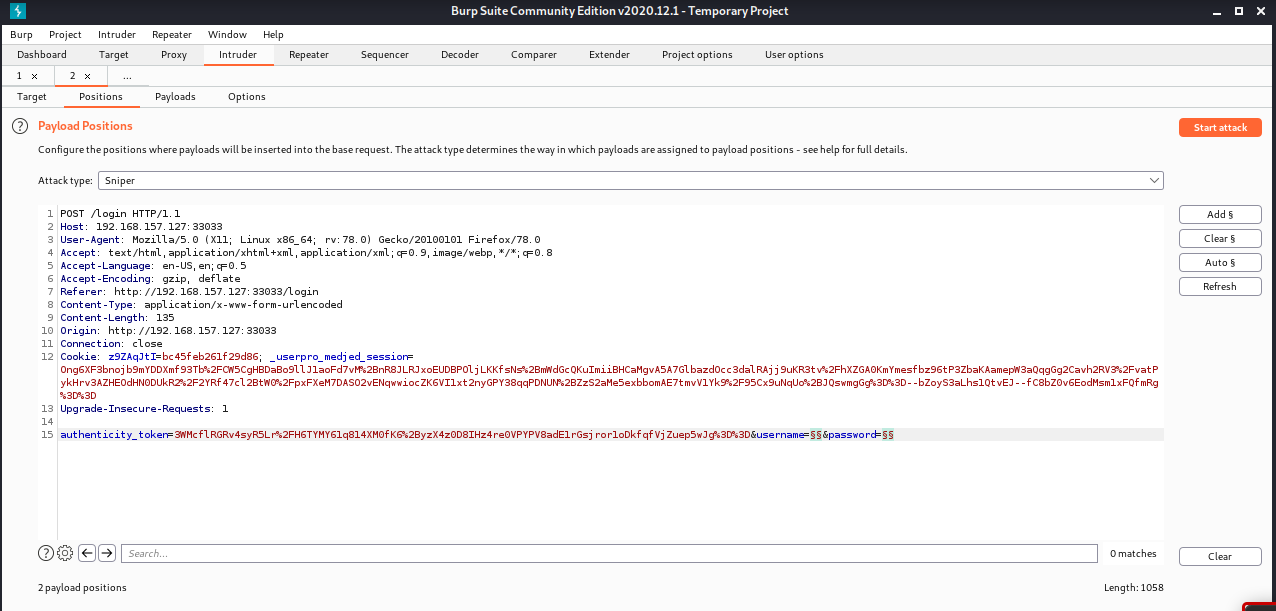 Burp Suite Community Edition v2020.12.1 - Temporary Project
Burp Project Intruder Repeater Window Help
Dashboard Target Proxy Intruder Repeater Sequencer Decoder Comparer Extender Project options User options
1 × 2 × ...
Target Positions Payloads Options
? Payload Positions
Start attack
Configure the positions where payloads will be inserted into the base request. The attack type determines the way in which payloads are assigned to payload positions - see help for full details.
Attack type: Sniper
1 POST /login HTTP/1.1
2 Host: 192.168.157.127:33033
3 User-Agent: Mozilla/5.0 (X11; Linux x86_64; rv:78.0) Gecko/20100101 Firefox/78.0
4 Accept: text/html,application/xhtml+xml,application/xml;q=0.9,image/webp,*/*;q=0.8
5 Accept-Language: en-US,en;q=0.5
6 Accept-Encoding: gzip, deflate
7 Referer: http://192.168.157.127:33033/login
8 Content-Type: application/x-www-form-urlencoded
9 Content-Length: 135
10 Origin: http://192.168.157.127:33033
11 Connection: close
12 Cookie: z9ZAqJtI=bc45feb261f29d86; _userpro_medjed_session=
Ong6XF3bnojb9mYDDXmf93Tb%2FCW5CgHBDaBo9llJ1aoFd7vM%2BnR8JLRJxoEUDBPOljLKKfsNs%2BmWdGcQKuImiiBHCaMgvA5A7GlbazdOcc3dalRAjj9uKR3tv%2FhXZGA0KmYmesfbz96tP3ZbaKAamepW3aQqgGg2Cavh2RV3%2FvatP
ykHrv3AZHEOdHN0DUkR2%2F2YRf47cl2BtW0%2FpxFXeM7DASO2vENqwwiocZK6VI1xt2nyGPY38qqPDNUN%2BZzS2aMe5exbbomAE7tmvV1Yk9%2F95Cx9uNqUo%2BJQswmgGg%3D%3D--bZoyS3aLhs1QtvEJ--fC8bZ0v6EodMsm1xFQfmRg
%3D%3D
13 Upgrade-Insecure-Requests: 1
14
15 authenticity_token=3WMcflRGRv4syR5Lr%2FH6TYMY61q814XM0fK6%2ByzX4z0D8IHz4re0VPYPV8adE1rGsjror1oDkfqfVjZuep5wJg%3D%3D&username=§§&password=§§
Add §
Clear §
Auto §
Refresh
? Search... 0 matches Clear
2 payload positions Length: 1058